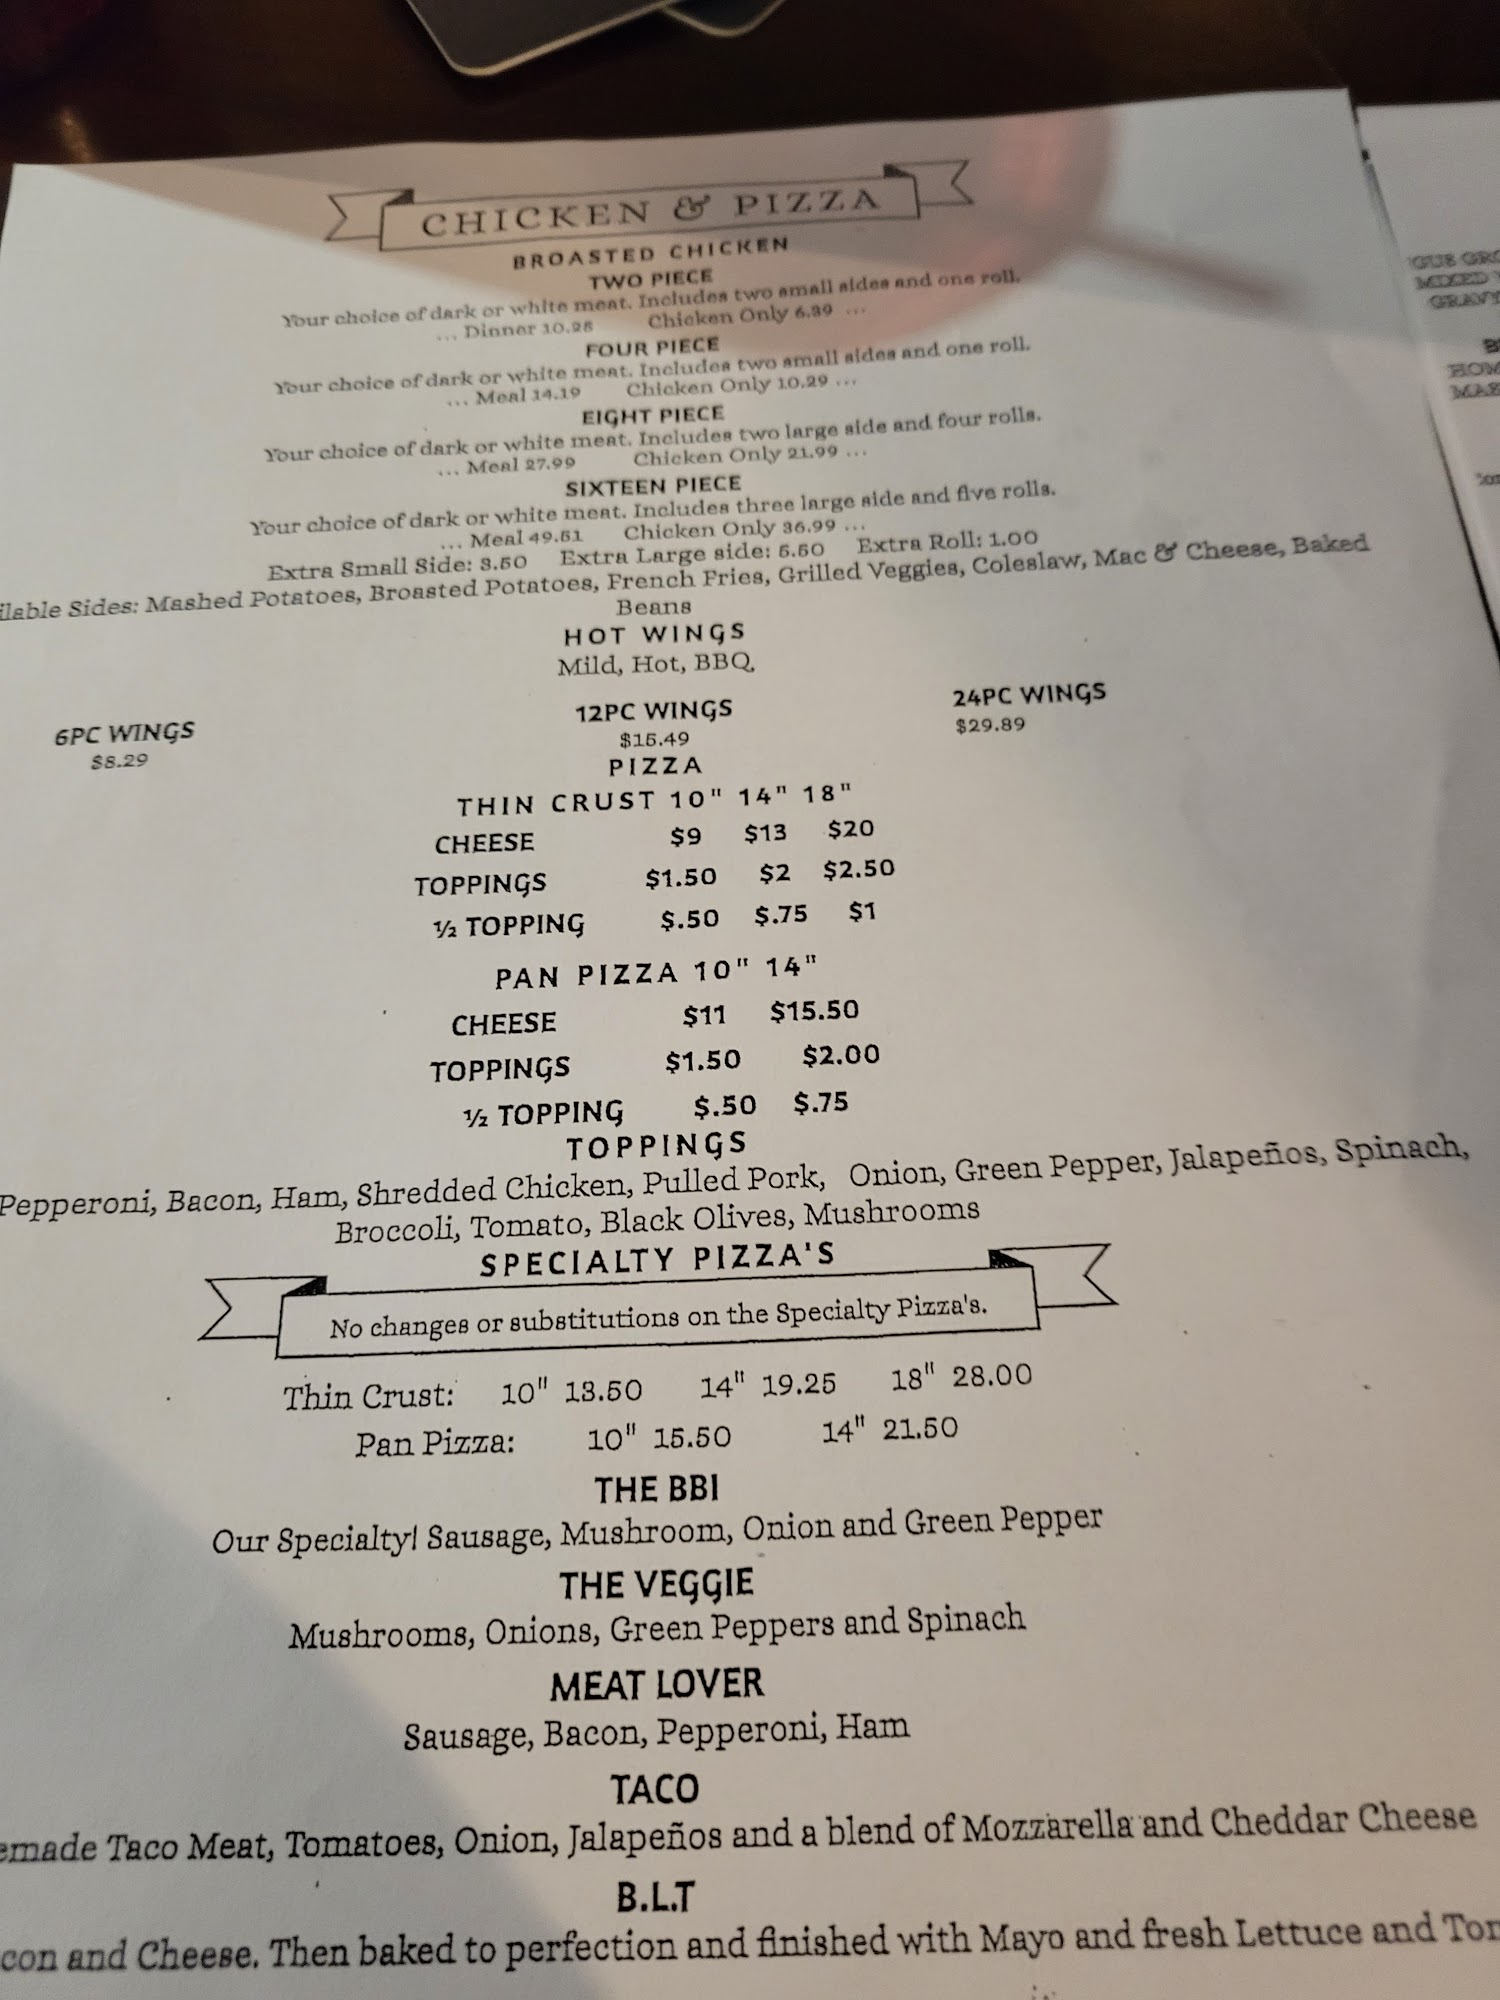 CHICKEN & PIZZA
BROASTED CHICKEN
TWO PIECE
Your choice of dark or white meat. Includes two small sides and one roll.
... Dinner 10.28 Chicken Only 6.39 ...
FOUR PIECE
Your choice of dark or white meat. Includes two small sides and one roll.
... Meal 14.19 Chicken Only 10.29 ...
EIGHT PIECE
Your choice of dark or white meat. Includes two large side and four rolls.
... Meal 27.99 Chicken Only 21.99 ...
SIXTEEN PIECE
Your choice of dark or white meat. Includes three large side and five rolls.
... Meal 49.51 Chicken Only 36.99 ...
Extra Small Side: 3.50 Extra Large side: 5.50 Extra Roll: 1.00
ilable Sides: Mashed Potatoes, Broasted Potatoes, French Fries, Grilled Veggies, Coleslaw, Mac & Cheese, Baked
Beans
HOT WINGS
Mild, Hot, BBQ,
6PC WINGS 12PC WINGS 24PC WINGS
$8.29 $15.49 $29.89
PIZZA
THIN CRUST 10" 14" 18"
CHEESE $9 $13 $20
TOPPINGS $1.50 $2 $2.50
½ TOPPING $.50 $.75 $1
PAN PIZZA 10" 14"
CHEESE $11 $15.50
TOPPINGS $1.50 $2.00
½ TOPPING $.50 $.75
TOPPINGS
Pepperoni, Bacon, Ham, Shredded Chicken, Pulled Pork, Onion, Green Pepper, Jalapeños, Spinach,
Broccoli, Tomato, Black Olives, Mushrooms
SPECIALTY PIZZA'S
No changes or substitutions on the Specialty Pizza's.
Thin Crust: 10" 13.50 14" 19.25 18" 28.00
Pan Pizza: 10" 15.50 14" 21.50
THE BBI
Our Specialty! Sausage, Mushroom, Onion and Green Pepper
THE VEGGIE
Mushrooms, Onions, Green Peppers and Spinach
MEAT LOVER
Sausage, Bacon, Pepperoni, Ham
TACO
emade Taco Meat, Tomatoes, Onion, Jalapeños and a blend of Mozzarella and Cheddar Cheese
B.L.T
con and Cheese. Then baked to perfection and finished with Mayo and fresh Lettuce and Tom
GUS GRO
MIXED
GRAVY
HOM
MAS